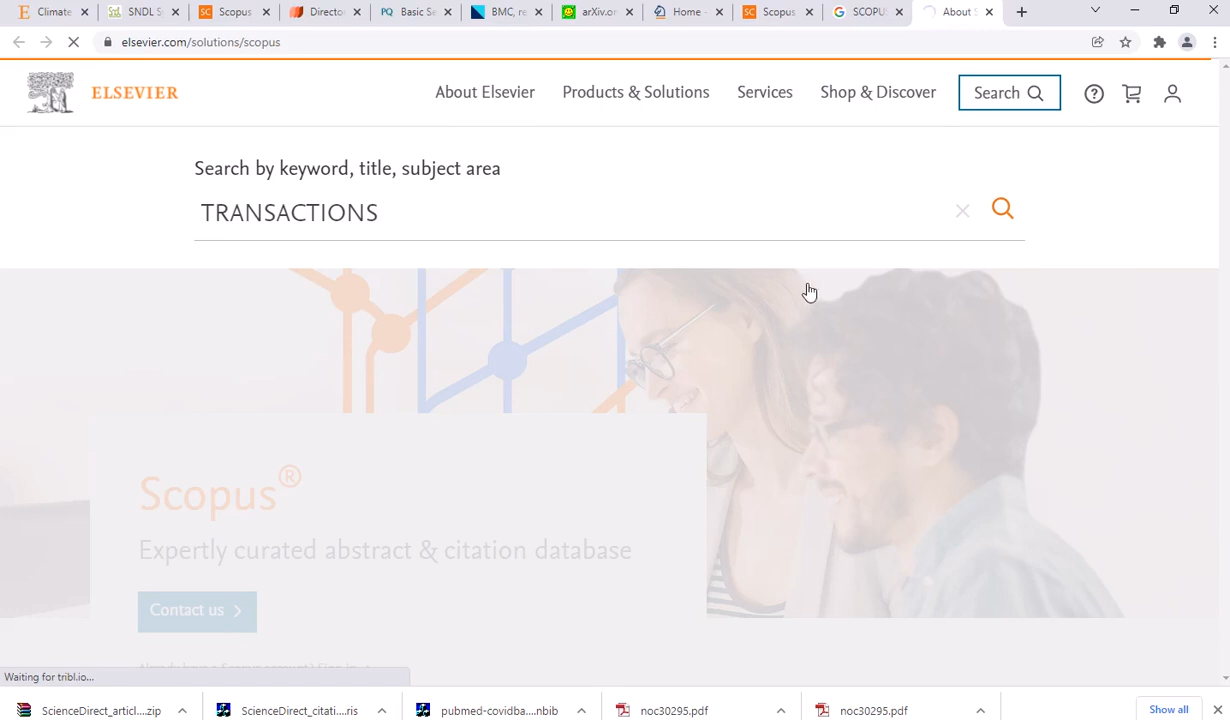 Climate
SNDL S
Scopus
Directo
PQ Basic Se
BMC, re
arXiv.or
Home -
Scopus
SCOPU
About S
elsevier.com/solutions/scopus
ELSEVIER
About Elsevier
Products & Solutions
Services
Shop & Discover
Search
Search by keyword, title, subject area
TRANSACTIONS
Scopus®
Expertly curated abstract & citation database
Contact us
Waiting for tribl.io...
ScienceDirect_articl....zip
ScienceDirect_citati....ris
pubmed-covidba....nbib
noc30295.pdf
noc30295.pdf
Show all